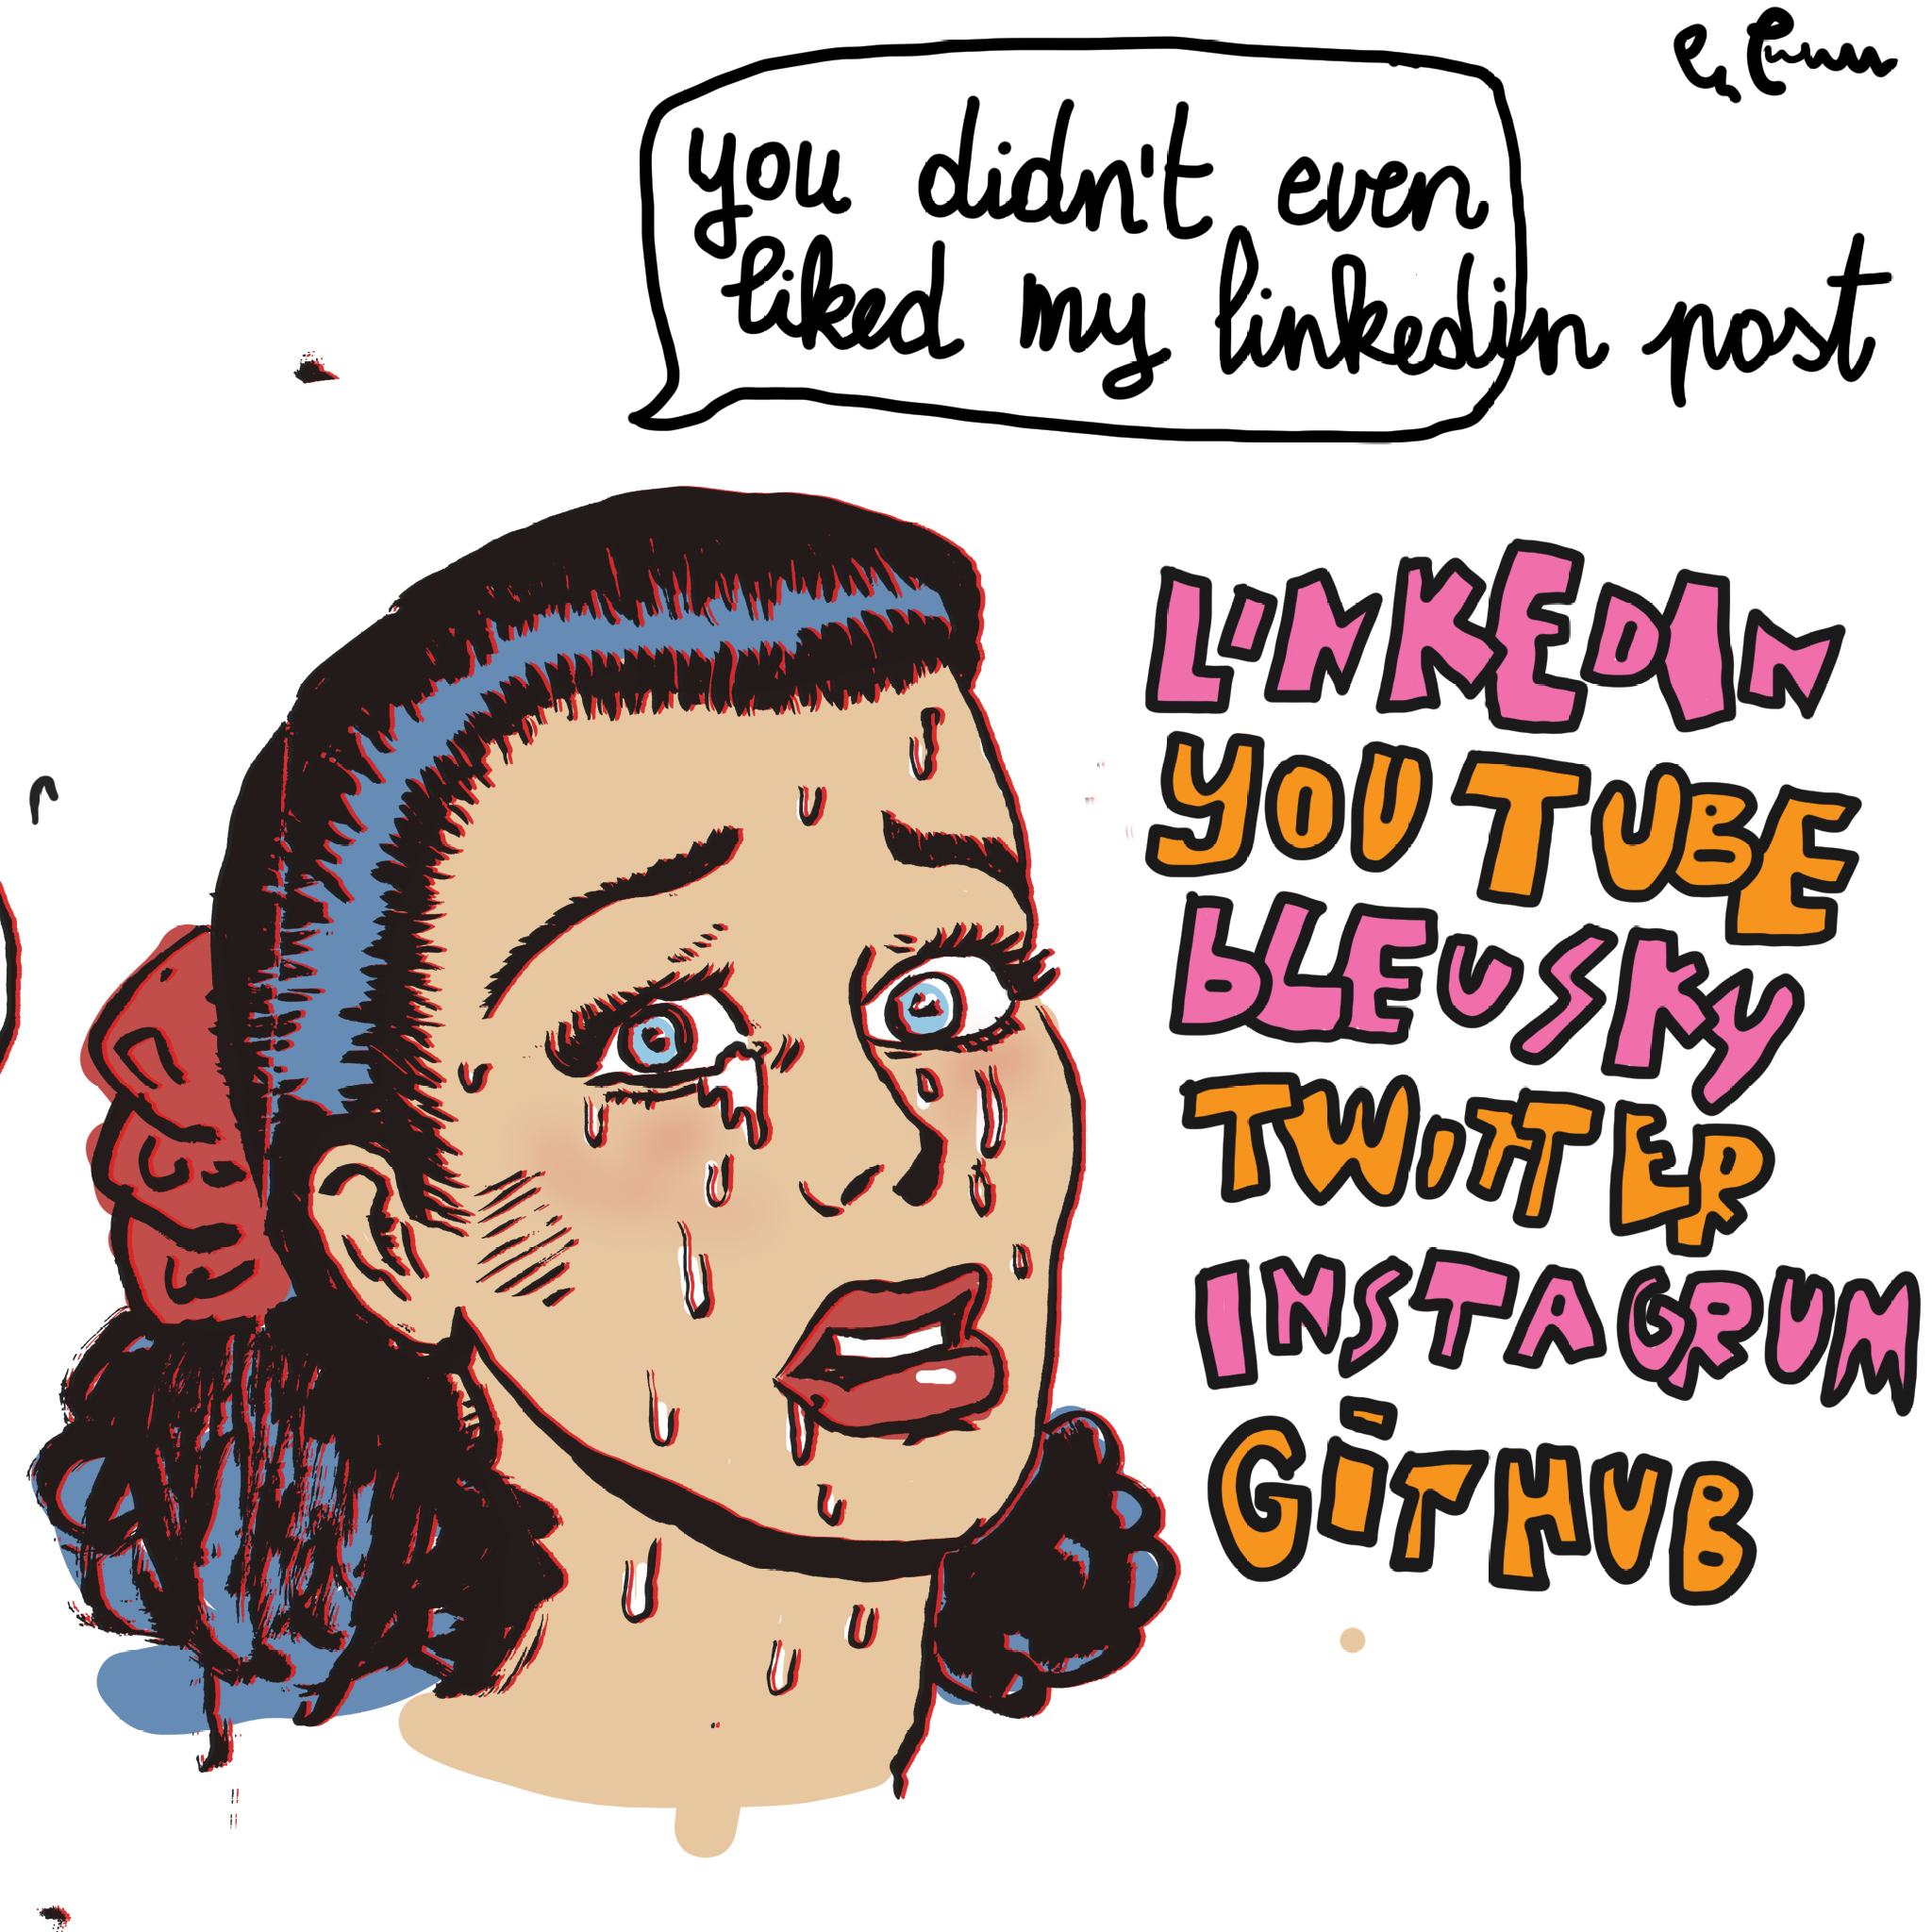 you didn't even
liked my linkedin post
LINKEDIN
YOUTUBE
BLEUSKY
TWITTER
INSTAGRUM
GITHUB